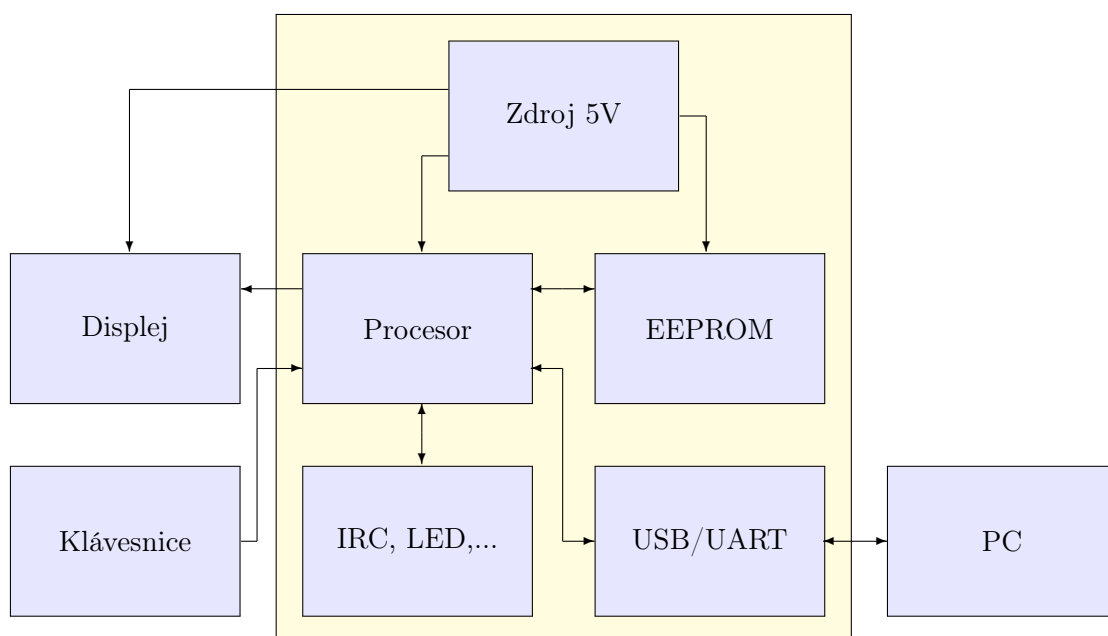 Zdroj 5V
Displej
Procesor
EEPROM
Klávesnice
IRC, LED,...
USB/UART
PC